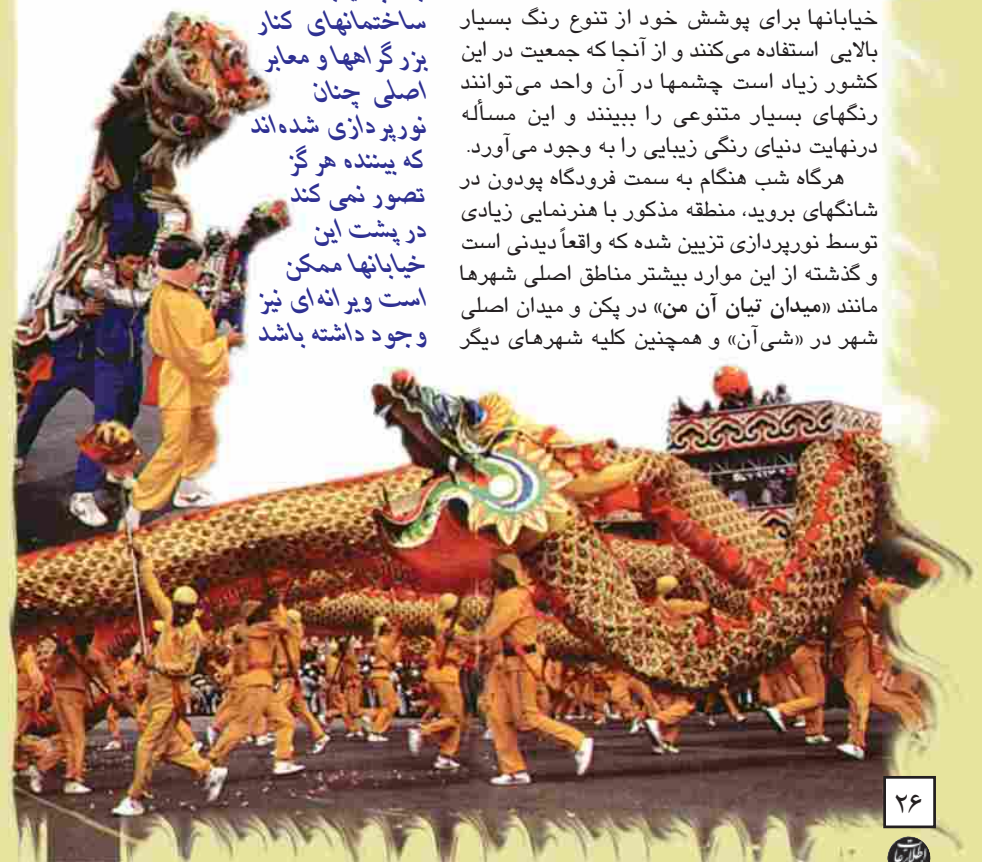 خیابانها برای پوشش خود از تنوع رنگ بسیار
بالایی استفاده می‌کنند و از آنجا که جمعیت در این
کشور زیاد است چشمها در آن واحد می‌توانند
رنگهای بسیار متنوعی را ببینند و این مسأله
درنهایت دنیای رنگی زیبایی را به وجود می‌آورد.
هرگاه شب هنگام به سمت فرودگاه پودون در
شانگهای بروید، منطقه مذکور با هنرنمایی زیادی
توسط نورپردازی تزیین شده که واقعاً دیدنی است
و گذشته از این موارد بیشتر مناطق اصلی شهرها
مانند «میدان تیان آن من» در پکن و میدان اصلی
شهر در «شی‌آن» و همچنین کلیه شهرهای دیگر
ساختمانهای کنار
بزرگراهها و معابر
اصلی چنان
نورپردازی شده‌اند
که بیننده هرگز
تصور نمی کند
در پشت این
خیابانها ممکن
است ویرانه‌ای نیز
وجود داشته باشد
۲۶
اطلاعات